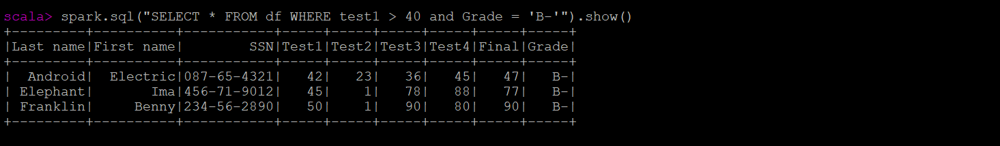 scala> spark.sql("SELECT * FROM df WHERE test1 > 40 and Grade = 'B-'").show()
+---------+----------+-----------+-----+-----+-----+-----+-----+-----+
|Last name|First name|        SSN|Test1|Test2|Test3|Test4|Final|Grade|
+---------+----------+-----------+-----+-----+-----+-----+-----+-----+
|  Android|  Electric|087-65-4321|   42|   23|   36|   45|   47|   B-|
| Elephant|       Ima|456-71-9012|   45|    1|   78|   88|   77|   B-|
| Franklin|     Benny|234-56-2890|   50|    1|   90|   80|   90|   B-|
+---------+----------+-----------+-----+-----+-----+-----+-----+-----+